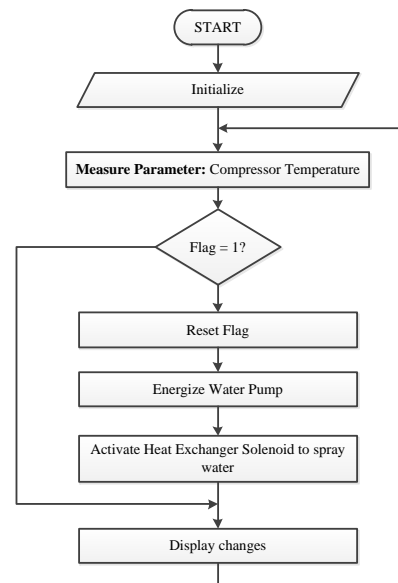 START
Initialize
Measure Parameter: Compressor Temperature
Flag = 1?
Reset Flag
Energize Water Pump
Activate Heat Exchanger Solenoid to spray
water
Display changes